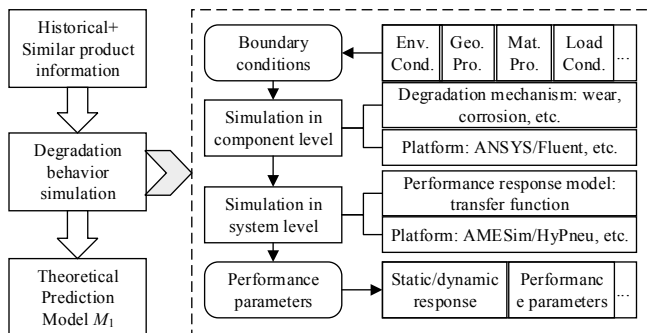 Historical+
Similar product
information
Degradation
behavior
simulation
Theoretical
Prediction
Model M1
Boundary
conditions
Env.
Cond.
Geo.
Pro.
Mat.
Pro.
Load
Cond.
...
Simulation in
component level
Degradation mechanism: wear,
corrosion, etc.
Platform: ANSYS/Fluent, etc.
Simulation in
system level
Performance response model:
transfer function
Platform: AMESim/HyPneu, etc.
Performance
parameters
Static/dynamic
response
Performanc
e parameters
...